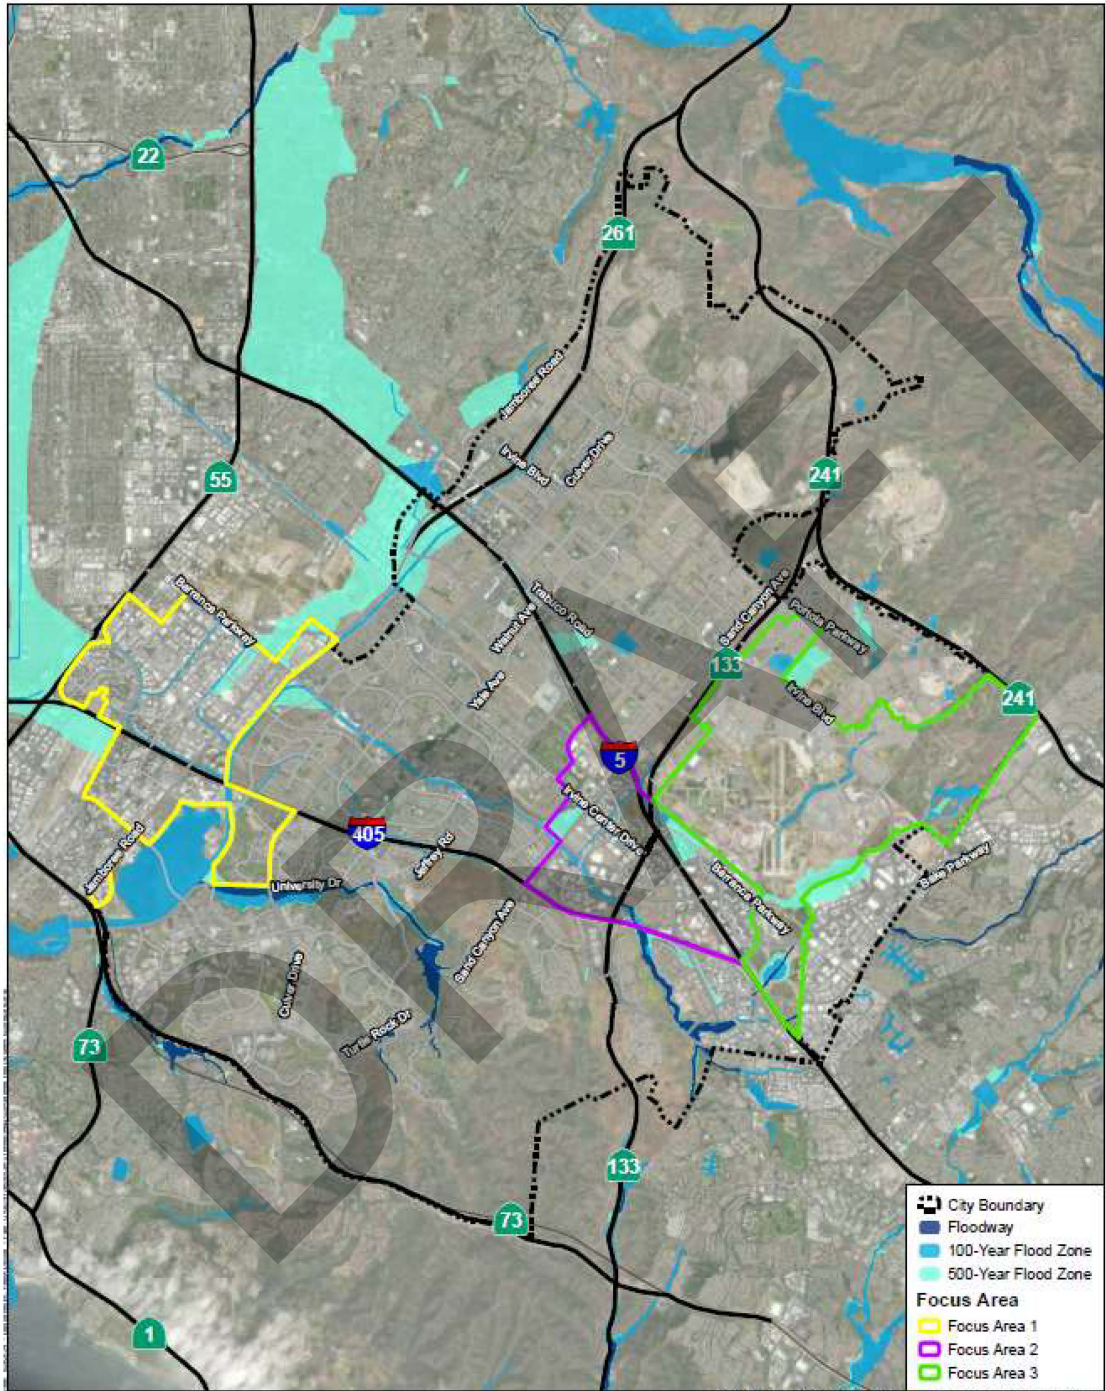 22
261
Jamboree Road
Irvine Blvd
Culver Drive
55
241
Barranca Parkway
Trabuco Road
Walnut Ave
Sand Canyon Ave
Portola Parkway
133
Yale Ave
Irvine Blvd
241
5
Irvine Center Drive
405
Jeffrey Rd
Jamboree Road
University Dr
Barranca Parkway
Bake Parkway
Sand Canyon Ave
Culver Drive
Turtle Rock Dr
73
133
73
1
DRAFT
City Boundary
Floodway
100-Year Flood Zone
500-Year Flood Zone
Focus Area
Focus Area 1
Focus Area 2
Focus Area 3